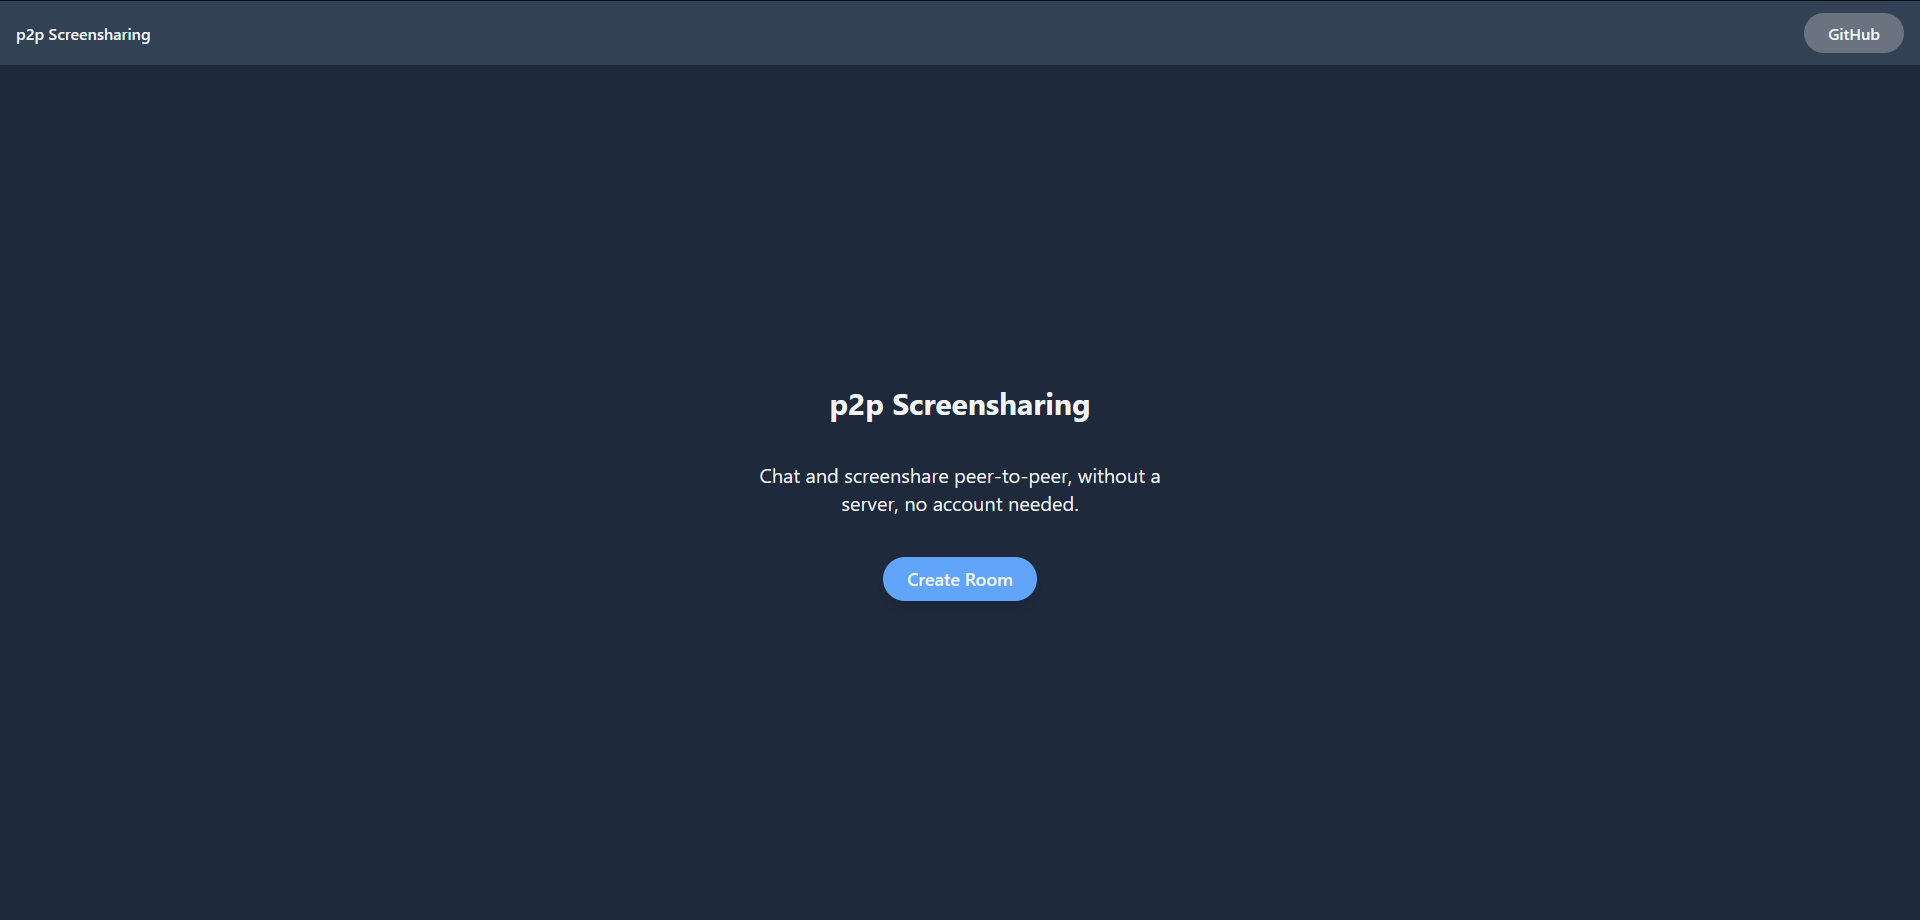 p2p Screensharing
GitHub
p2p Screensharing
Chat and screenshare peer-to-peer, without a
server, no account needed.
Create Room